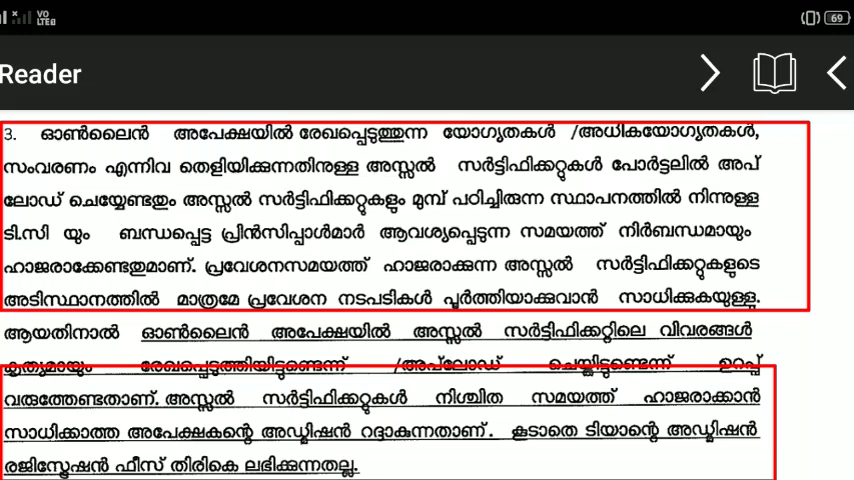 VO
LTE
69
Reader
3. ഓൺലൈൻ അപേക്ഷയിൽ രേഖപ്പെടുത്തുന്ന യോഗ്യതകൾ /അധികയോഗ്യതകൾ,
സംവരണം എന്നിവ തെളിയിക്കുന്നതിനുള്ള അസ്സൽ സർട്ടിഫിക്കറ്റുകൾ പോർട്ടലിൽ അപ്
ലോഡ് ചെയ്യേണ്ടതും അസ്സൽ സർട്ടിഫിക്കറ്റുകളും മുമ്പ് പഠിച്ചിരുന്ന സ്ഥാപനത്തിൽ നിന്നുള്ള
ടി.സി യും ബന്ധപ്പെട്ട പ്രിൻസിപ്പാൾമാർ ആവശ്യപ്പെടുന്ന സമയത്ത് നിർബന്ധമായും
ഹാജരാക്കേണ്ടതുമാണ്. പ്രവേശനസമയത്ത് ഹാജരാക്കുന്ന അസ്സൽ സർട്ടിഫിക്കറ്റുകളുടെ
അടിസ്ഥാനത്തിൽ മാത്രമേ പ്രവേശന നടപടികൾ പൂർത്തിയാക്കുവാൻ സാധിക്കുകയുള്ളു.
ആയതിനാൽ ഓൺലൈൻ അപേക്ഷയിൽ അസ്സൽ സർട്ടിഫിക്കറ്റിലെ വിവരങ്ങൾ
കൃത്യമായും രേഖപ്പെടുത്തിയിട്ടുണ്ടെന്ന് /അപ്‌ലോഡ് ചെയ്തിട്ടുണ്ടെന്ന് ഉറപ്പ്
വരുത്തേണ്ടതാണ്. അസ്സൽ സർട്ടിഫിക്കറ്റുകൾ നിശ്ചിത സമയത്ത് ഹാജരാക്കാൻ
സാധിക്കാത്ത അപേക്ഷകന്റെ അഡ്മിഷൻ റദ്ദാകുന്നതാണ്. കൂടാതെ ടിയാന്റെ അഡ്മിഷൻ
രജിസ്ട്രേഷൻ ഫീസ് തിരികെ ലഭിക്കുന്നതല്ല.